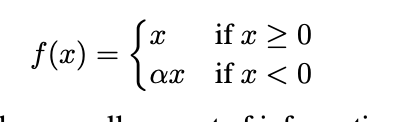 f(x) = { x if x ≥ 0
αx if x < 0